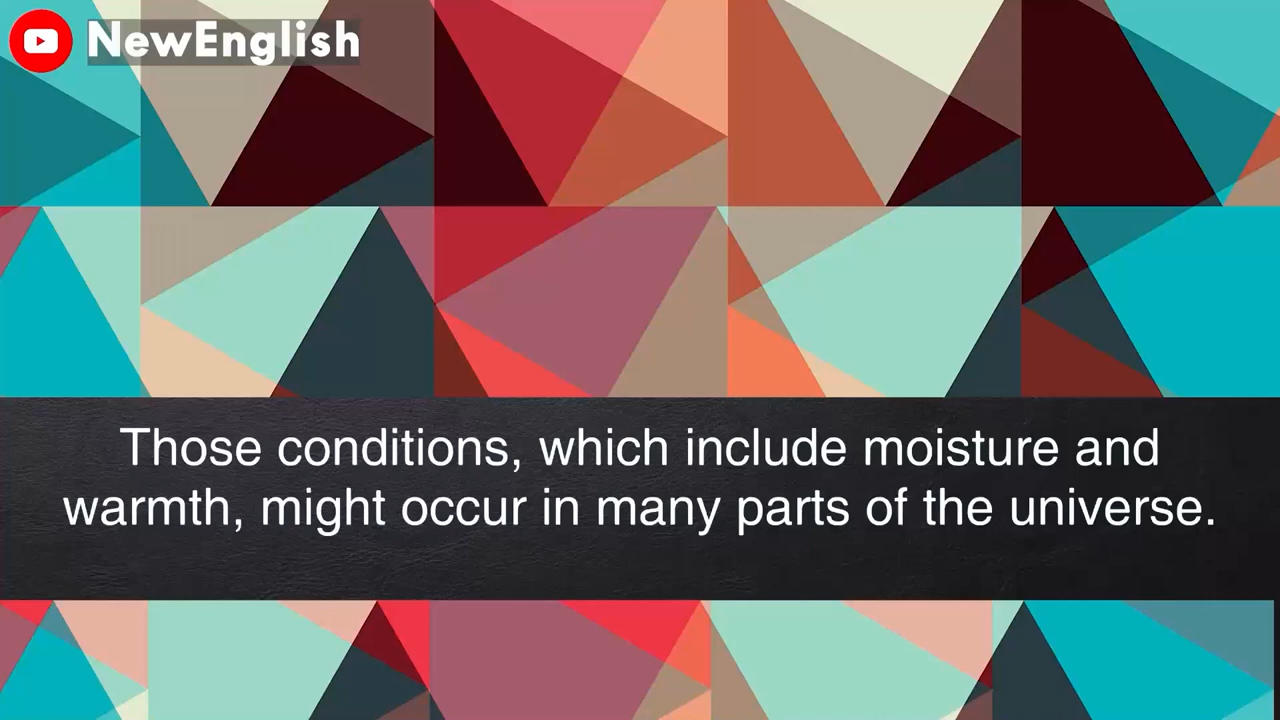 NewEnglish
Those conditions, which include moisture and
warmth, might occur in many parts of the universe.